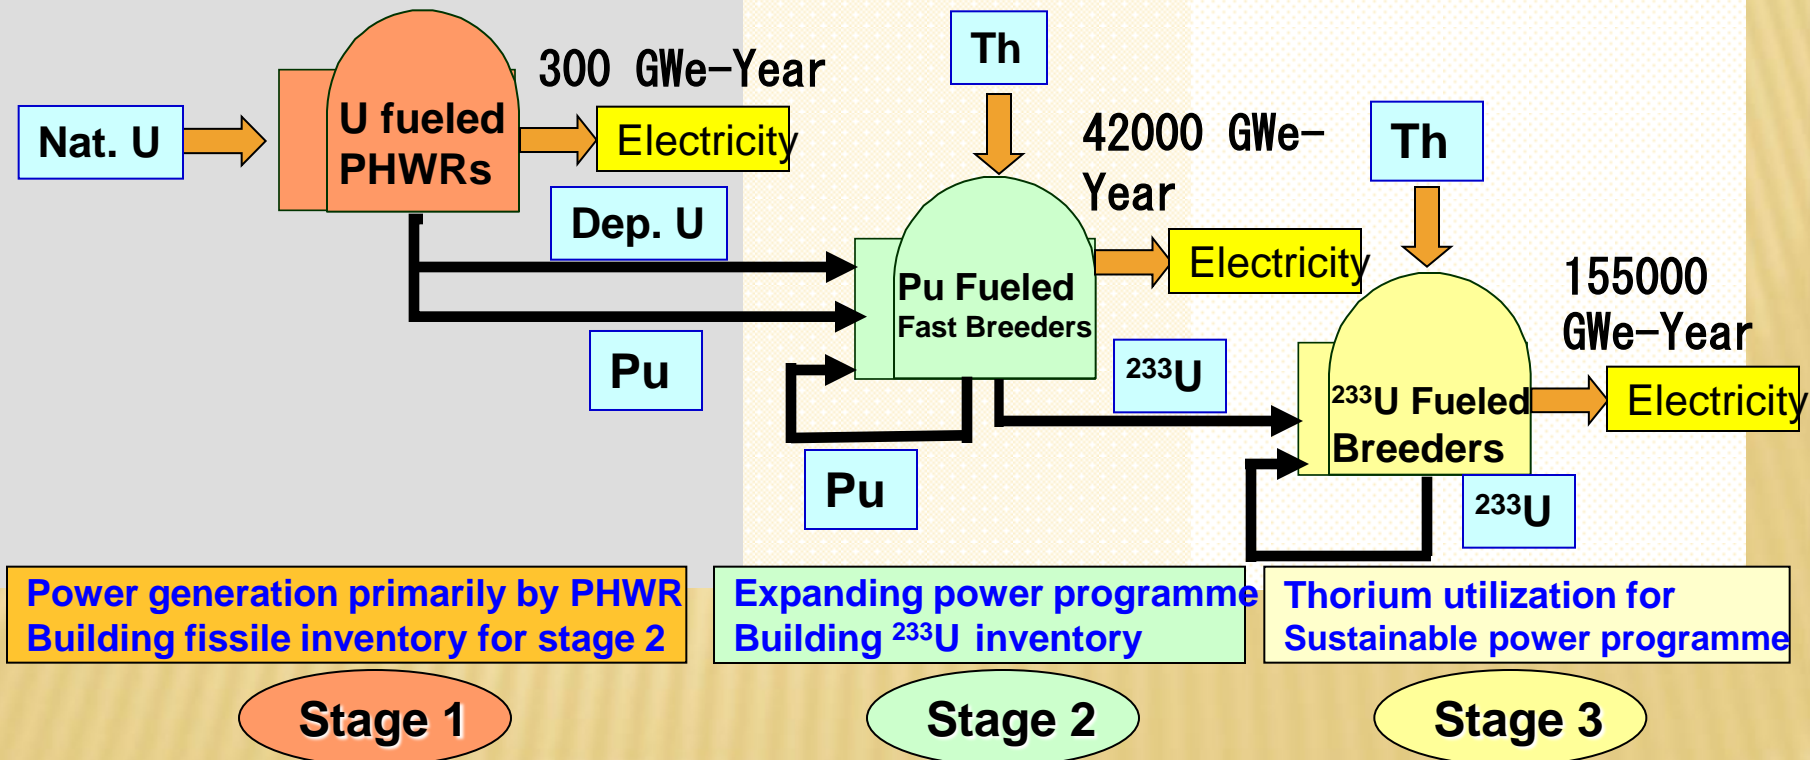 Nat. U
U fueled
PHWRs
300 GWe-Year
Electricity
Dep. U
Pu
Th
42000 GWe-
Year
Pu Fueled
Fast Breeders
Electricity
Pu
²³³U
Th
155000
GWe-Year
²³³U Fueled
Breeders
Electricity
²³³U
Power generation primarily by PHWR
Building fissile inventory for stage 2
Expanding power programme
Building ²³³U inventory
Thorium utilization for
Sustainable power programme
Stage 1
Stage 2
Stage 3